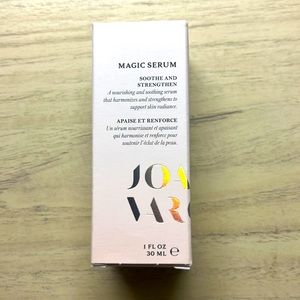 MAGIC SERUM
SOOTHE AND
STRENGTHEN
A nourishing and soothing serum
that harmonizes and strengthens to
support skin radiance.
APAISE ET RENFORCE
Un sérum nourrissant et apaisant
qui harmonise et renforce pour
soutenir l'éclat de la peau.
JOA
VAR
1 FL OZ
30 ML ℮